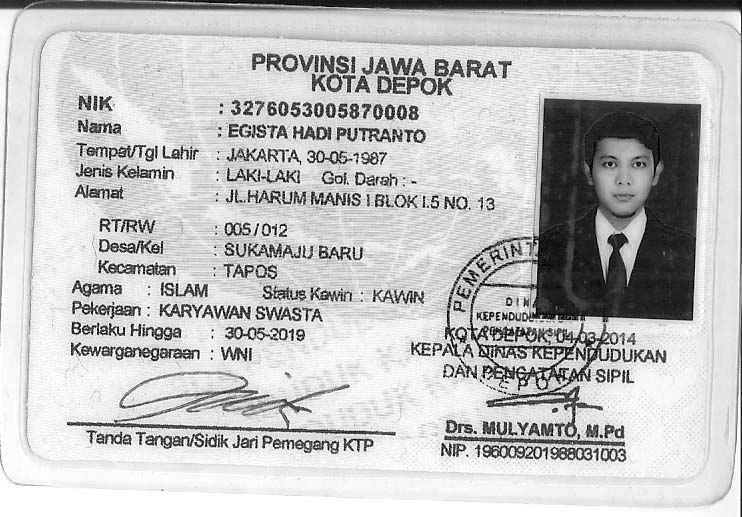 PROVINSI JAWA BARAT
KOTA DEPOK
NIK : 3276053005870008
Nama : EGISTA HADI PUTRANTO
Tempat/Tgl Lahir : JAKARTA, 30-05-1987
Jenis Kelamin : LAKI-LAKI Gol. Darah : -
Alamat : JL.HARUM MANIS I BLOK I.5 NO. 13
RT/RW : 005 / 012
Desa/Kel : SUKAMAJU BARU
Kecamatan : TAPOS
Agama : ISLAM Status Kawin : KAWIN
Pekerjaan : KARYAWAN SWASTA
Berlaku Hingga : 30-05-2019
Kewarganegaraan : WNI
PEMERINT
DINA
KEPENDUDUKAN
PENCATATAN SIPIL
DEPOK
KOTA DEPOK, 04-03-2014
KEPALA DINAS KEPENDUDUKAN
DAN PENCATATAN SIPIL
Tanda Tangan/Sidik Jari Pemegang KTP
Drs. MULYAMTO, M.Pd
NIP. 196009201988031003